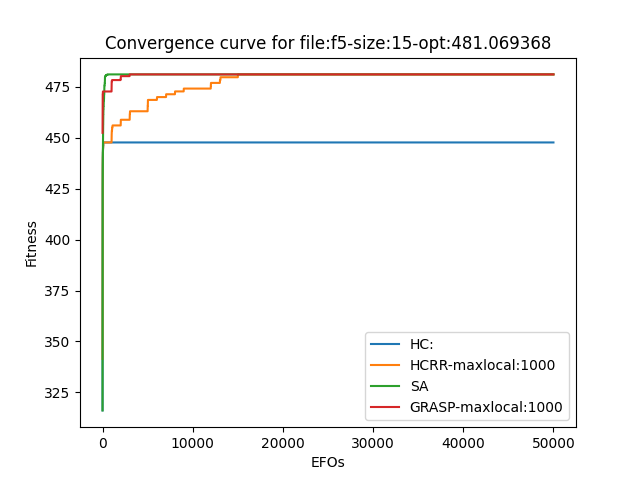 Convergence curve for file:f5-size:15-opt:481.069368
475
450
425
400
375
350
325
Fitness
0
10000
20000
30000
40000
50000
EFOs
HC:
HCRR-maxlocal:1000
SA
GRASP-maxlocal:1000